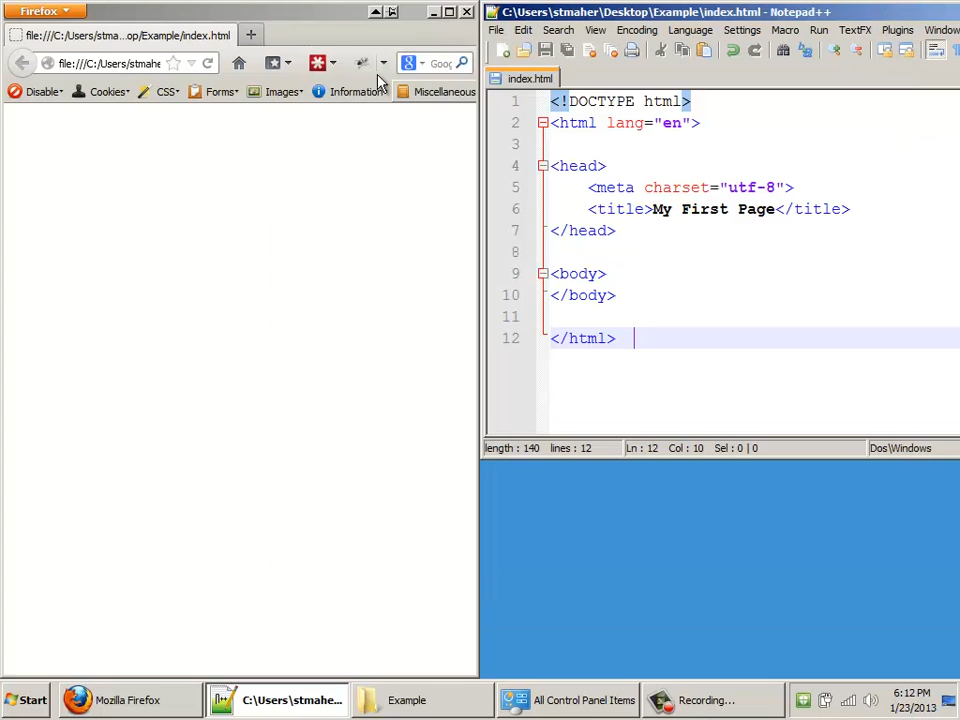 Firefox
file:///C:/Users/stma...op/Example/index.html
file:///C:/Users/stmahe
Goo
Disable
Cookies
CSS
Forms
Images
Information
Miscellaneous
C:\Users\stmaher\Desktop\Example\index.html - Notepad++
File Edit Search View Encoding Language Settings Macro Run TextFX Plugins Window
index.html
1 <!DOCTYPE html>
2 <html lang="en">
3
4 <head>
5 <meta charset="utf-8">
6 <title>My First Page</title>
7 </head>
8
9 <body>
10 </body>
11
12 </html>
length : 140 lines : 12 Ln : 12 Col : 10 Sel : 0 | 0 Dos\Windows
Start
Mozilla Firefox
C:\Users\stmaher...
Example
All Control Panel Items
Recording...
6:12 PM
1/23/2013